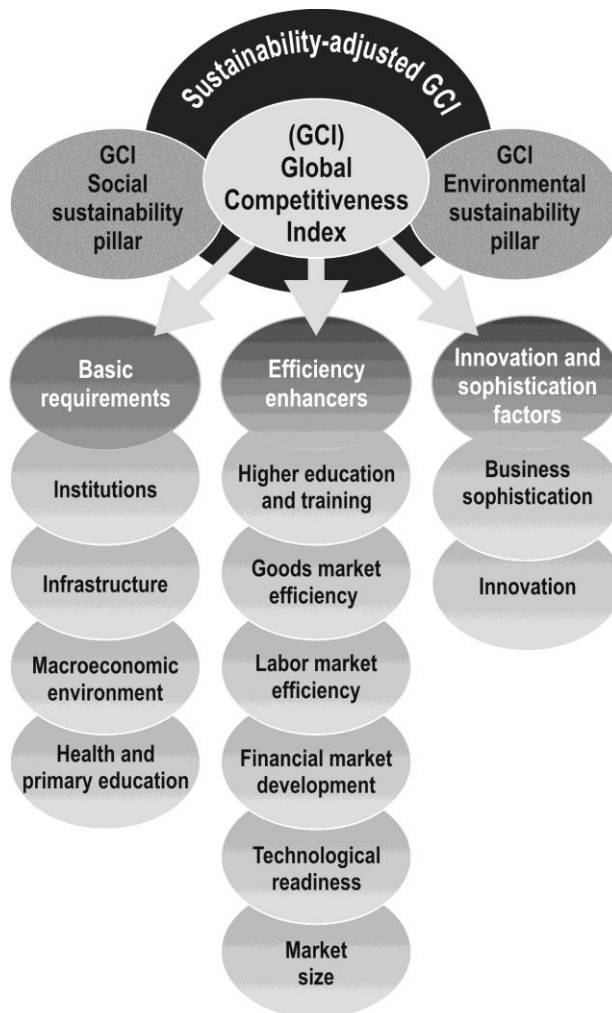 Sustainability-adjusted GCI
(GCI)
Global
Competitiveness
Index
GCI
Social
sustainability
pillar
GCI
Environmental
sustainability
pillar
Basic
requirements
Institutions
Infrastructure
Macroeconomic
environment
Health and
primary education
Efficiency
enhancers
Higher education
and training
Goods market
efficiency
Labor market
efficiency
Financial market
development
Technological
readiness
Market
size
Innovation and
sophistication
factors
Business
sophistication
Innovation